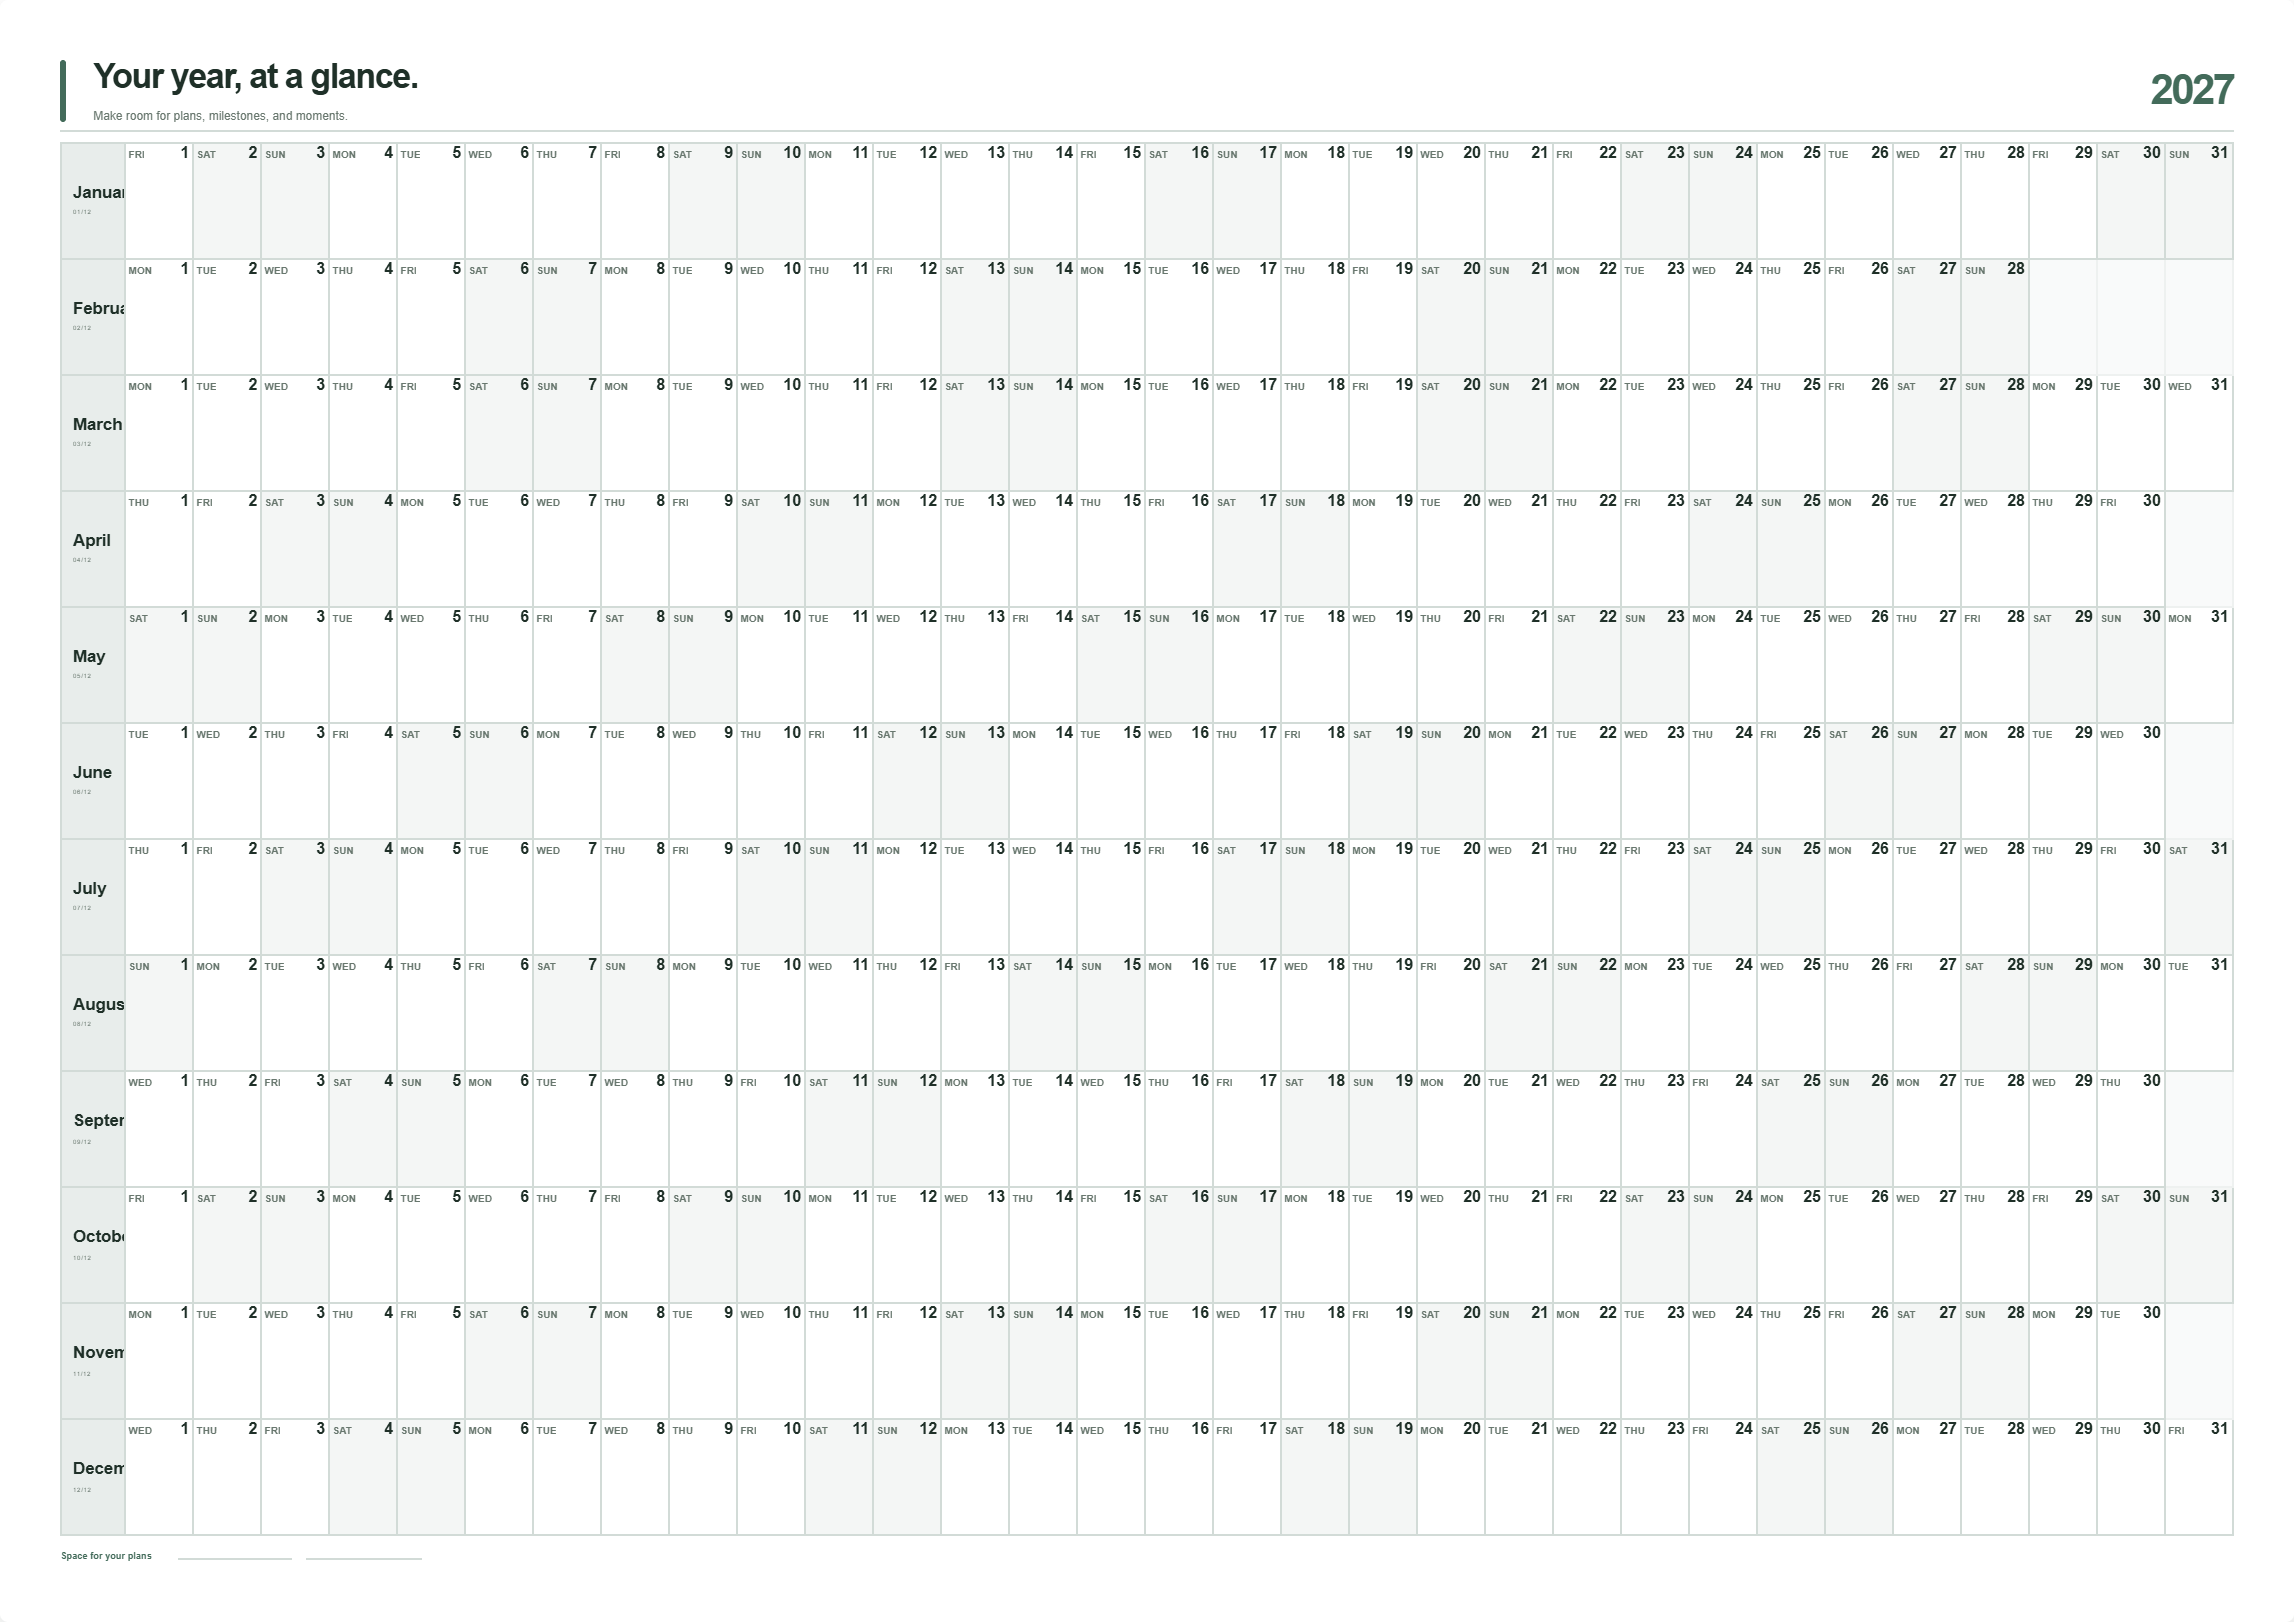 Your year, at a glance.
2027
Make room for plans, milestones, and moments.
FRI 1 SAT 2 SUN 3 MON 4 TUE 5 WED 6 THU 7 FRI 8 SAT 9 SUN 10 MON 11 TUE 12 WED 13 THU 14 FRI 15 SAT 16 SUN 17 MON 18 TUE 19 WED 20 THU 21 FRI 22 SAT 23 SUN 24 MON 25 TUE 26 WED 27 THU 28 FRI 29 SAT 30 SUN 31
Januar
01/12
MON 1 TUE 2 WED 3 THU 4 FRI 5 SAT 6 SUN 7 MON 8 TUE 9 WED 10 THU 11 FRI 12 SAT 13 SUN 14 MON 15 TUE 16 WED 17 THU 18 FRI 19 SAT 20 SUN 21 MON 22 TUE 23 WED 24 THU 25 FRI 26 SAT 27 SUN 28
Februa
02/12
MON 1 TUE 2 WED 3 THU 4 FRI 5 SAT 6 SUN 7 MON 8 TUE 9 WED 10 THU 11 FRI 12 SAT 13 SUN 14 MON 15 TUE 16 WED 17 THU 18 FRI 19 SAT 20 SUN 21 MON 22 TUE 23 WED 24 THU 25 FRI 26 SAT 27 SUN 28 MON 29 TUE 30 WED 31
March
03/12
THU 1 FRI 2 SAT 3 SUN 4 MON 5 TUE 6 WED 7 THU 8 FRI 9 SAT 10 SUN 11 MON 12 TUE 13 WED 14 THU 15 FRI 16 SAT 17 SUN 18 MON 19 TUE 20 WED 21 THU 22 FRI 23 SAT 24 SUN 25 MON 26 TUE 27 WED 28 THU 29 FRI 30
April
04/12
SAT 1 SUN 2 MON 3 TUE 4 WED 5 THU 6 FRI 7 SAT 8 SUN 9 MON 10 TUE 11 WED 12 THU 13 FRI 14 SAT 15 SUN 16 MON 17 TUE 18 WED 19 THU 20 FRI 21 SAT 22 SUN 23 MON 24 TUE 25 WED 26 THU 27 FRI 28 SAT 29 SUN 30 MON 31
May
05/12
TUE 1 WED 2 THU 3 FRI 4 SAT 5 SUN 6 MON 7 TUE 8 WED 9 THU 10 FRI 11 SAT 12 SUN 13 MON 14 TUE 15 WED 16 THU 17 FRI 18 SAT 19 SUN 20 MON 21 TUE 22 WED 23 THU 24 FRI 25 SAT 26 SUN 27 MON 28 TUE 29 WED 30
June
06/12
THU 1 FRI 2 SAT 3 SUN 4 MON 5 TUE 6 WED 7 THU 8 FRI 9 SAT 10 SUN 11 MON 12 TUE 13 WED 14 THU 15 FRI 16 SAT 17 SUN 18 MON 19 TUE 20 WED 21 THU 22 FRI 23 SAT 24 SUN 25 MON 26 TUE 27 WED 28 THU 29 FRI 30 SAT 31
July
07/12
SUN 1 MON 2 TUE 3 WED 4 THU 5 FRI 6 SAT 7 SUN 8 MON 9 TUE 10 WED 11 THU 12 FRI 13 SAT 14 SUN 15 MON 16 TUE 17 WED 18 THU 19 FRI 20 SAT 21 SUN 22 MON 23 TUE 24 WED 25 THU 26 FRI 27 SAT 28 SUN 29 MON 30 TUE 31
Augus
08/12
WED 1 THU 2 FRI 3 SAT 4 SUN 5 MON 6 TUE 7 WED 8 THU 9 FRI 10 SAT 11 SUN 12 MON 13 TUE 14 WED 15 THU 16 FRI 17 SAT 18 SUN 19 MON 20 TUE 21 WED 22 THU 23 FRI 24 SAT 25 SUN 26 MON 27 TUE 28 WED 29 THU 30
Septer
09/12
FRI 1 SAT 2 SUN 3 MON 4 TUE 5 WED 6 THU 7 FRI 8 SAT 9 SUN 10 MON 11 TUE 12 WED 13 THU 14 FRI 15 SAT 16 SUN 17 MON 18 TUE 19 WED 20 THU 21 FRI 22 SAT 23 SUN 24 MON 25 TUE 26 WED 27 THU 28 FRI 29 SAT 30 SUN 31
Octobe
10/12
MON 1 TUE 2 WED 3 THU 4 FRI 5 SAT 6 SUN 7 MON 8 TUE 9 WED 10 THU 11 FRI 12 SAT 13 SUN 14 MON 15 TUE 16 WED 17 THU 18 FRI 19 SAT 20 SUN 21 MON 22 TUE 23 WED 24 THU 25 FRI 26 SAT 27 SUN 28 MON 29 TUE 30
Novem
11/12
WED 1 THU 2 FRI 3 SAT 4 SUN 5 MON 6 TUE 7 WED 8 THU 9 FRI 10 SAT 11 SUN 12 MON 13 TUE 14 WED 15 THU 16 FRI 17 SAT 18 SUN 19 MON 20 TUE 21 WED 22 THU 23 FRI 24 SAT 25 SUN 26 MON 27 TUE 28 WED 29 THU 30 FRI 31
Decem
12/12
Space for your plans